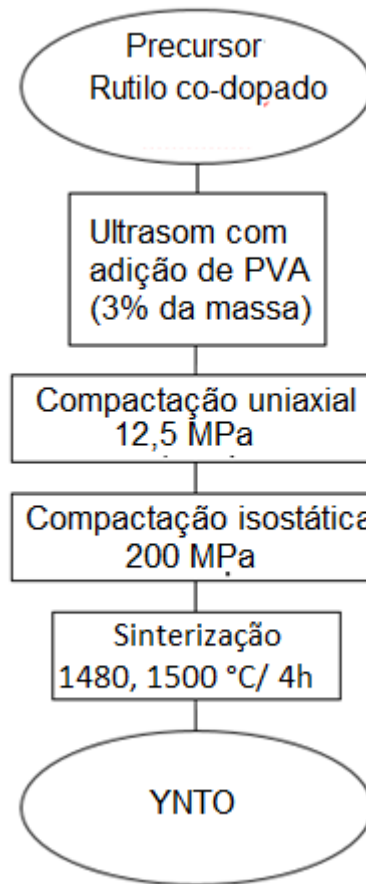 Precursor
Rutilo co-dopado
Ultrasom com
adição de PVA
(3% da massa)
Compactação uniaxial
12,5 MPa
Compactação isostática
200 MPa
Sinterização
1480, 1500 °C/ 4h
YNTO